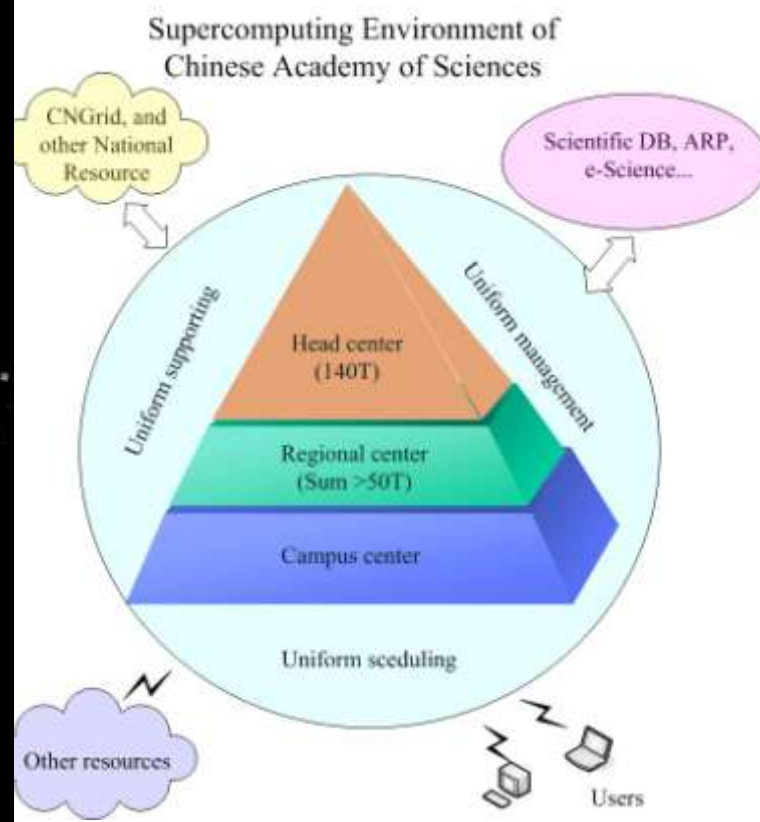 Supercomputing Environment of
Chinese Academy of Sciences
CNGrid, and
other National
Resource
Scientific DB, ARP,
e-Science...
Uniform supporting
Uniform management
Head center
(140T)
Regional center
(Sum >50T)
Campus center
Uniform sceduling
Other resources
Users